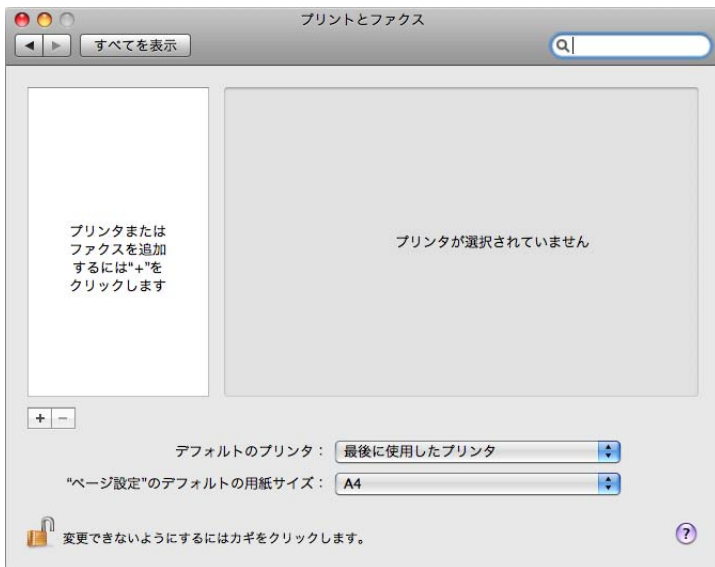 プリントとファクス
すべてを表示
プリンタまたは
ファクスを追加
するには“+”を
クリックします
プリンタが選択されていません
+ −
デフォルトのプリンタ： 最後に使用したプリンタ
“ページ設定”のデフォルトの用紙サイズ： A4
変更できないようにするにはカギをクリックします。
?